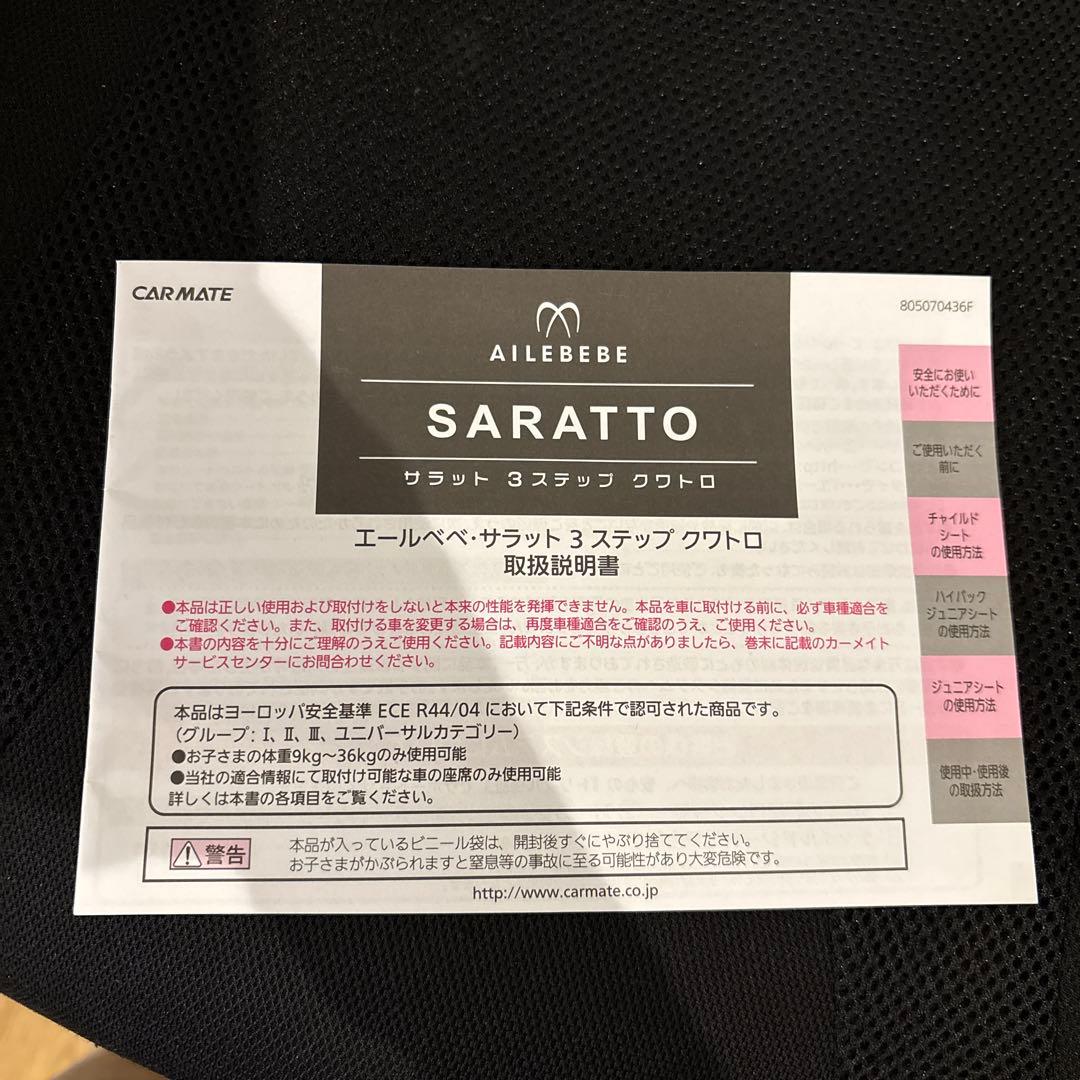 CARMATE
805070436F
AILEBEBE
SARATTO
サラット 3ステップ クワトロ
エールベベ・サラット 3 ステップ クワトロ
取扱説明書
●本品は正しい使用および取付けをしないと本来の性能を発揮できません。本品を車に取付ける前に、必ず車種適合を
ご確認ください。また、取付ける車を変更する場合は、再度車種適合をご確認のうえ、ご使用ください。
●本書の内容を十分にご理解のうえご使用ください。記載内容にご不明な点がありましたら、巻末に記載のカーメイト
サービスセンターにお問合わせください。
本品はヨーロッパ安全基準 ECE R44/04 において下記条件で認可された商品です。
（グループ: Ⅰ、Ⅱ、Ⅲ、ユニバーサルカテゴリー）
●お子さまの体重9kg～36kgのみ使用可能
●当社の適合情報にて取付け可能な車の座席のみ使用可能
詳しくは本書の各項目をご覧ください。
警告
本品が入っているビニール袋は、開封後すぐにやぶり捨ててください。
お子さまがかぶられますと窒息等の事故に至る可能性があり大変危険です。
http://www.carmate.co.jp
安全にお使い
いただくために
ご使用いただく
前に
チャイルド
シート
の使用方法
ハイバック
ジュニアシート
の使用方法
ジュニアシート
の使用方法
使用中・使用後
の取扱方法